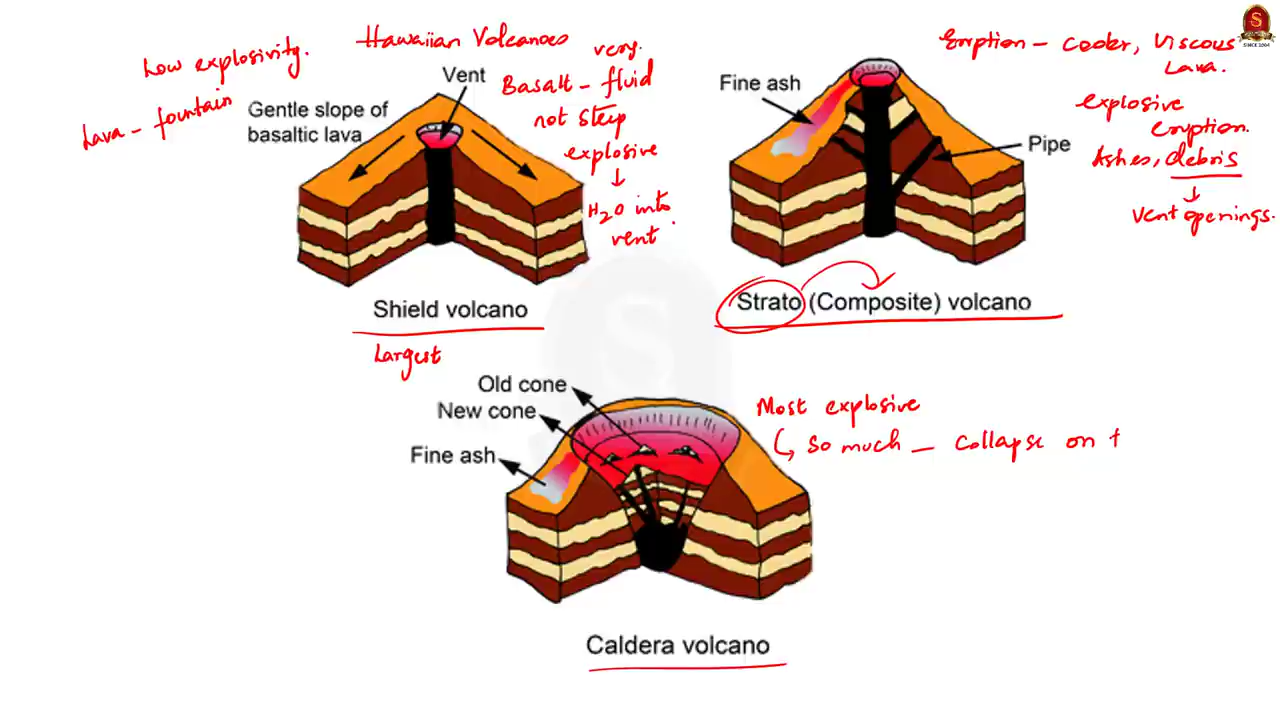 S
SINCE 2004
Hawaiian Volcanoes
Low explosivity.
Lava - fountain
Vent
Gentle slope of
basaltic lava
very.
Basalt - fluid
not steep
explosive
↓
H2O into
vent
Shield volcano
Largest
Eruption - cooler, Viscous
Lava.
Fine ash
explosive
eruption.
Pipe
Ashes, debris
↓
Vent openings.
Strato (Composite) volcano
Old cone
New cone
Fine ash
Most explosive
↳ so much - collapse on t
Caldera volcano